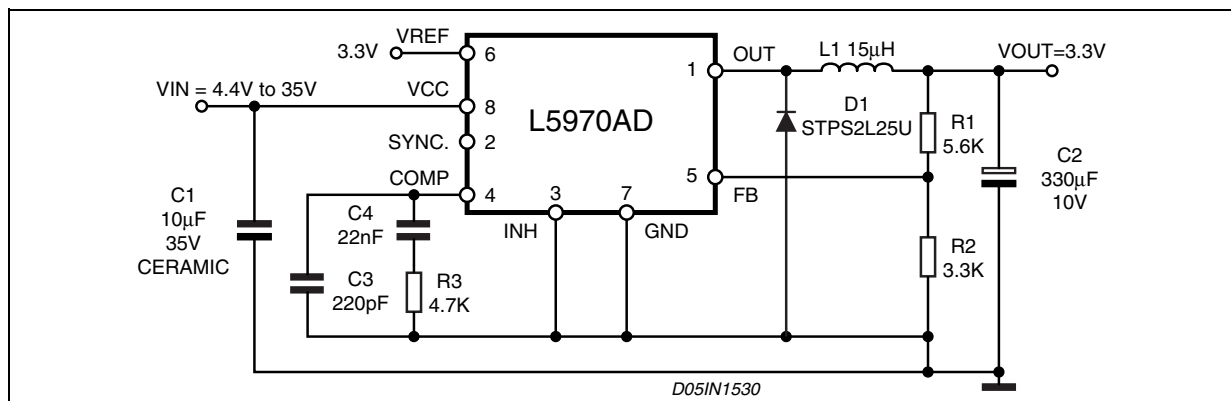 VREF
3.3V
6
VIN = 4.4V to 35V
VCC
8
SYNC.
2
COMP
4
L5970AD
1
OUT
L1 15μH
VOUT=3.3V
D1
STPS2L25U
R1
5.6K
5
FB
C2
330μF
10V
R2
3.3K
3
INH
7
GND
C1
10μF
35V
CERAMIC
C4
22nF
C3
220pF
R3
4.7K
D05IN1530